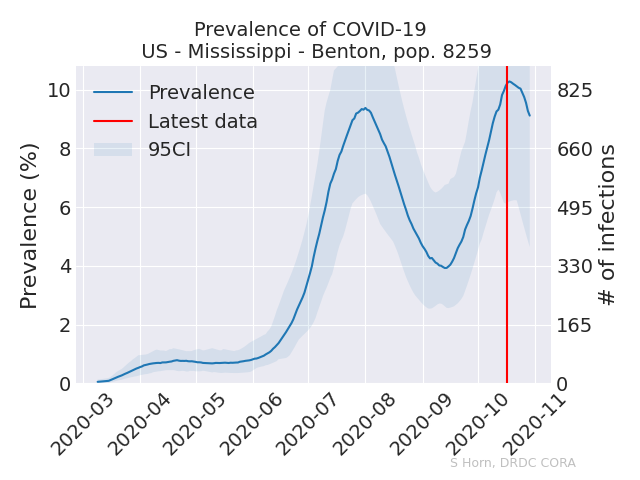 Prevalence of COVID-19
US - Mississippi - Benton, pop. 8259
Prevalence
Latest data
95CI
Prevalence (%)
10
8
6
4
2
0
# of infections
825
660
495
330
165
0
2020-03
2020-04
2020-05
2020-06
2020-07
2020-08
2020-09
2020-10
2020-11
S Horn, DRDC CORA